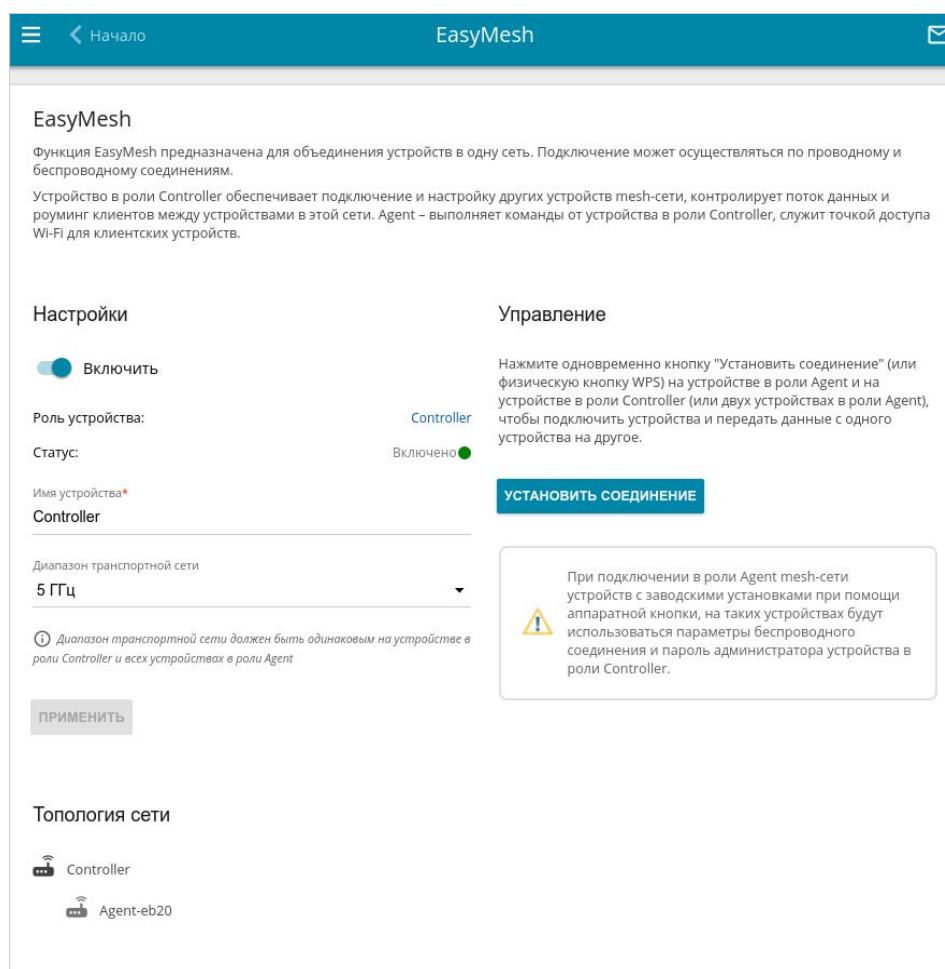 Начало
EasyMesh
EasyMesh
Функция EasyMesh предназначена для объединения устройств в одну сеть. Подключение может осуществляться по проводному и
беспроводному соединениям.
Устройство в роли Controller обеспечивает подключение и настройку других устройств mesh-сети, контролирует поток данных и
роуминг клиентов между устройствами в этой сети. Agent – выполняет команды от устройства в роли Controller, служит точкой доступа
Wi-Fi для клиентских устройств.
Настройки
Включить
Роль устройства:
Controller
Статус:
Включено
Имя устройства*
Controller
Диапазон транспортной сети
5 ГГц
Диапазон транспортной сети должен быть одинаковым на устройстве в
роли Controller и всех устройствах в роли Agent
ПРИМЕНИТЬ
Управление
Нажмите одновременно кнопку "Установить соединение" (или
физическую кнопку WPS) на устройстве в роли Agent и на
устройстве в роли Controller (или двух устройствах в роли Agent),
чтобы подключить устройства и передать данные с одного
устройства на другое.
УСТАНОВИТЬ СОЕДИНЕНИЕ
При подключении в роли Agent mesh-сети
устройств с заводскими установками при помощи
аппаратной кнопки, на таких устройствах будут
использоваться параметры беспроводного
соединения и пароль администратора устройства в
роли Controller.
Топология сети
Controller
Agent-eb20